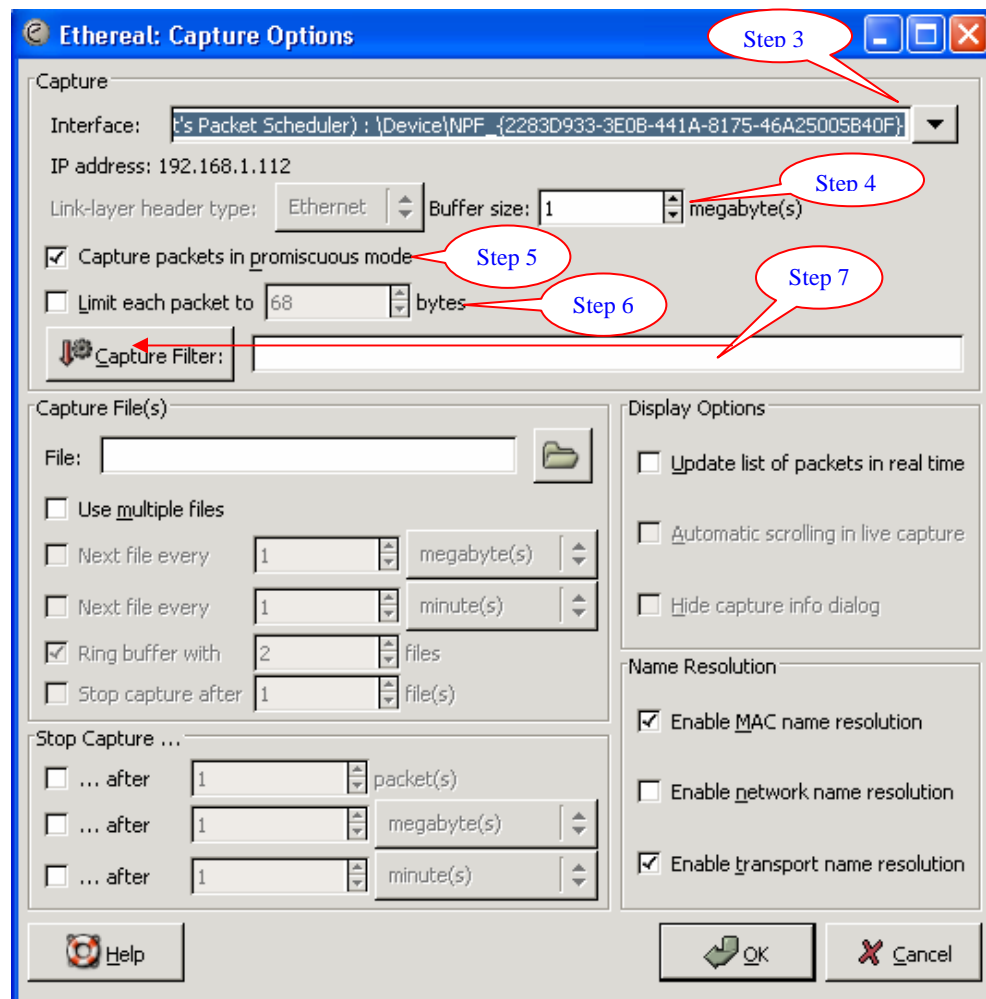 Ethereal: Capture Options
Step 3
Capture
Interface: t's Packet Scheduler) : \Device\NPF_{2283D933-3E0B-441A-8175-46A25005B40F}
IP address: 192.168.1.112
Step 4
Link-layer header type: Ethernet Buffer size: 1 megabyte(s)
Capture packets in promiscuous mode Step 5
Step 7
Limit each packet to 68 bytes Step 6
Capture Filter:
Capture File(s)
File:
Use multiple files
Next file every 1 megabyte(s)
Next file every 1 minute(s)
Ring buffer with 2 files
Stop capture after 1 file(s)
Display Options
Update list of packets in real time
Automatic scrolling in live capture
Hide capture info dialog
Stop Capture ...
... after 1 packet(s)
... after 1 megabyte(s)
... after 1 minute(s)
Name Resolution
Enable MAC name resolution
Enable network name resolution
Enable transport name resolution
Help OK Cancel